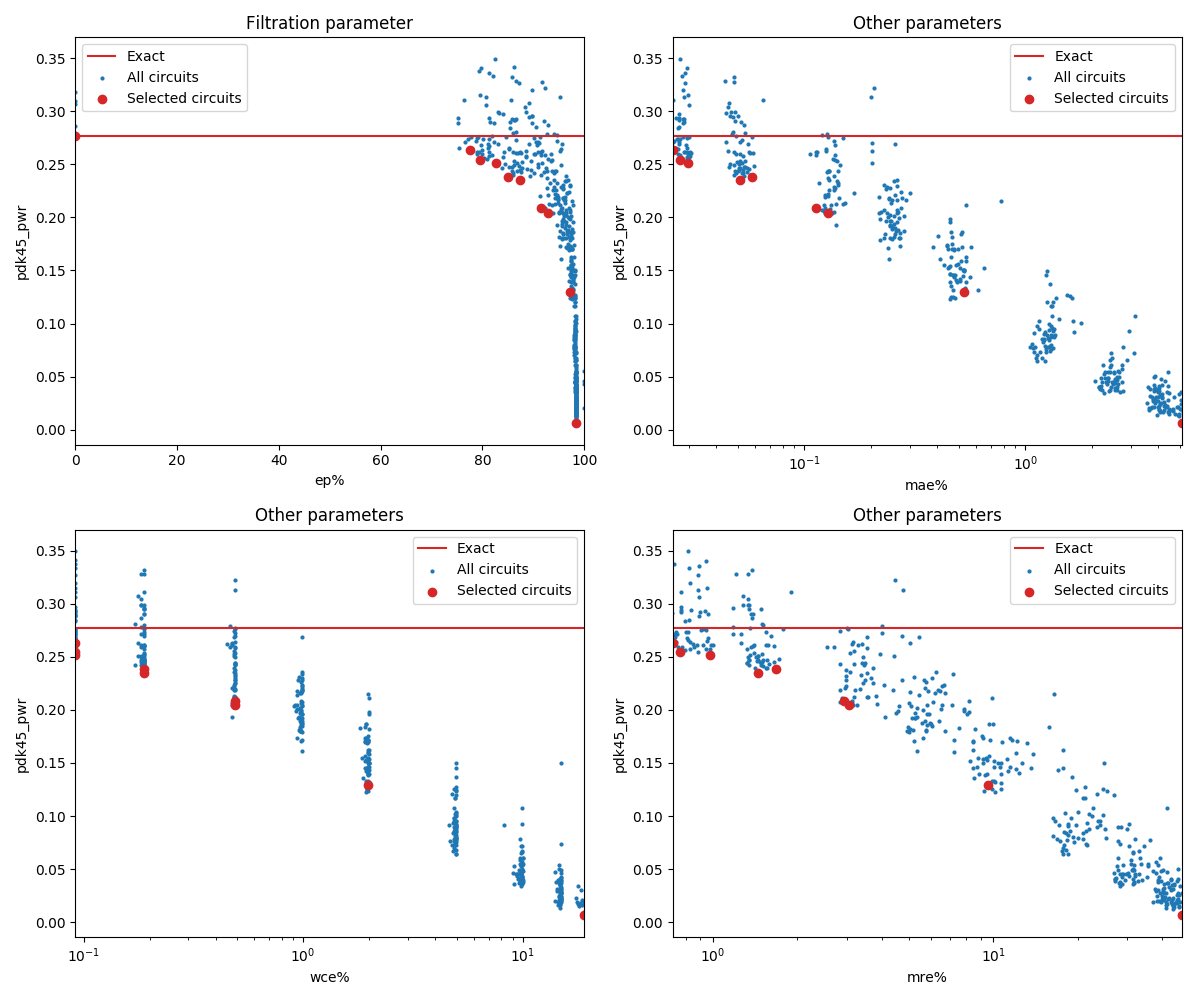 Filtration parameter
Exact
All circuits
Selected circuits
0.35
0.30
0.25
0.20
0.15
0.10
0.05
0.00
pdk45_pwr
0 20 40 60 80 100
ep%
Other parameters
Exact
All circuits
Selected circuits
0.35
0.30
0.25
0.20
0.15
0.10
0.05
0.00
pdk45_pwr
10⁻¹ 10⁰
mae%
Other parameters
Exact
All circuits
Selected circuits
0.35
0.30
0.25
0.20
0.15
0.10
0.05
0.00
pdk45_pwr
10⁻¹ 10⁰ 10¹
wce%
Other parameters
Exact
All circuits
Selected circuits
0.35
0.30
0.25
0.20
0.15
0.10
0.05
0.00
pdk45_pwr
10⁰ 10¹
mre%